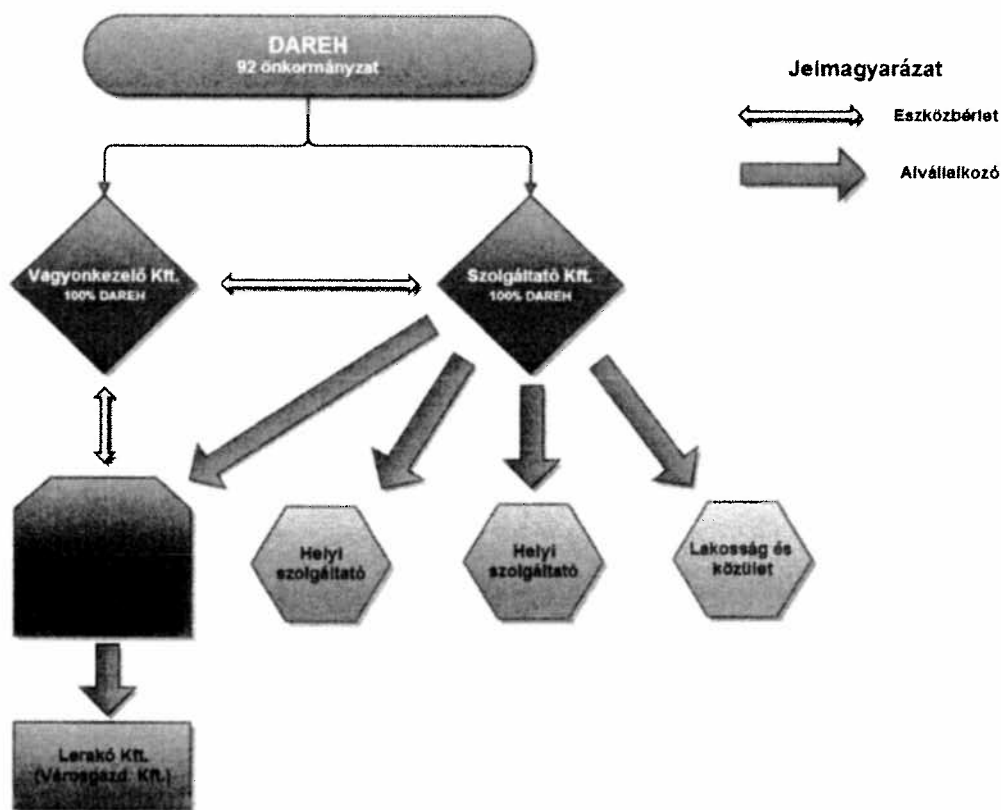 DAREH
92 önkormányzat
Jelmagyarázat
Eszközbérlet
Alvállalkozó
Vagyonkezelő Kft.
100% DAREH
Szolgáltató Kft.
100% DAREH
Helyi
szolgáltató
Helyi
szolgáltató
Lakosság és
közület
Lerakó Kft.
(Városgazd. Kft.)